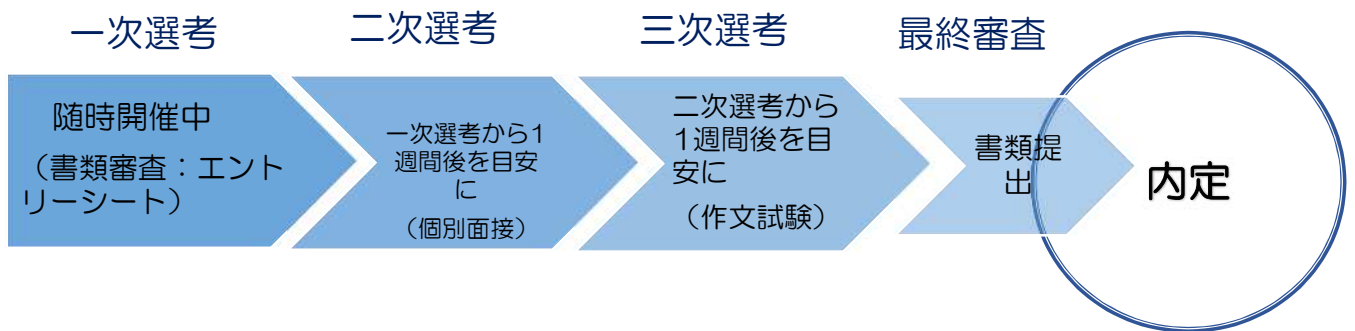 一次選考
二次選考
三次選考
最終審査
随時開催中
（書類審査：エント
リーシート）
一次選考から1
週間後を目安
に
（個別面接）
二次選考から
1週間後を目
安に
（作文試験）
書類提
出
内定